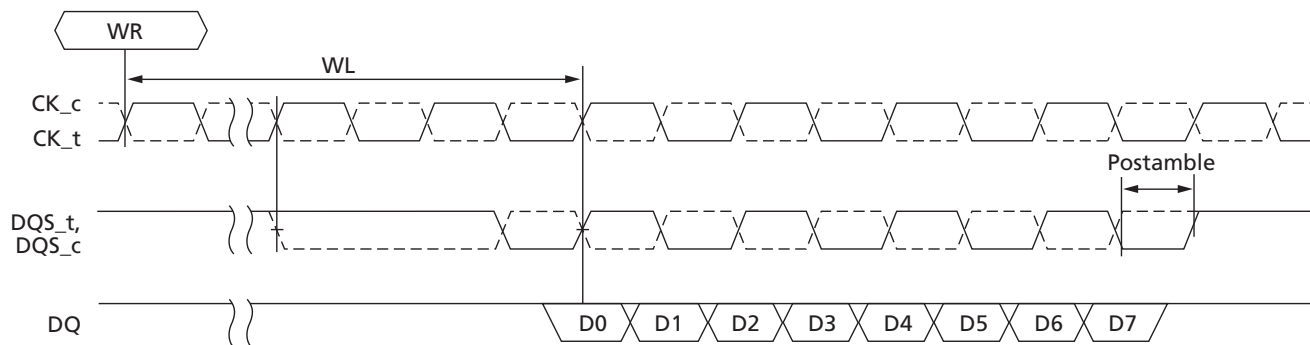 WR
WL
CK_c
CK_t
Postamble
DQS_t,
DQS_c
DQ
D0 D1 D2 D3 D4 D5 D6 D7